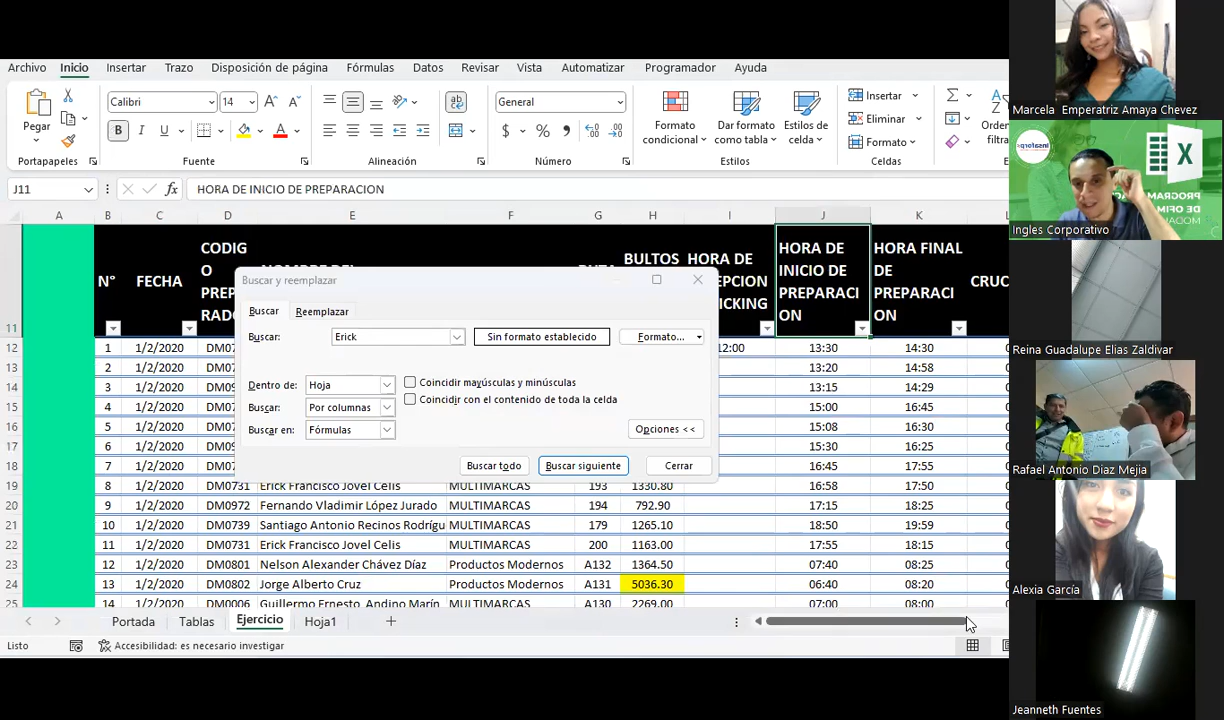 Archivo Inicio Insertar Trazo Disposición de página Fórmulas Datos Revisar Vista Automatizar Programador Ayuda
Pegar
Calibri 14
General
Formato condicional
Dar formato como tabla
Estilos de celda
Insertar
Eliminar
Formato
Portapapeles Fuente Alineación Número Estilos Celdas
J11 fx HORA DE INICIO DE PREPARACION
A B C D E F G H I J K
11 N° FECHA
HORA DE INICIO DE PREPARACI ON
HORA FINAL DE PREPARACI ON
BULTOS HORA DE
Buscar y reemplazar
Buscar Reemplazar
Buscar: Erick Sin formato establecido Formato...
Dentro de: Hoja Coincidir mayúsculas y minúsculas
Buscar: Por columnas Coincidir con el contenido de toda la celda
Buscar en: Fórmulas Opciones <<
Buscar todo Buscar siguiente Cerrar
12 1 1/2/2020 12:00 13:30 14:30
13 2 1/2/2020 13:20 14:58
14 3 1/2/2020 13:15 14:29
15 4 1/2/2020 15:00 16:45
16 5 1/2/2020 15:08 16:30
17 6 1/2/2020 15:30 16:25
18 7 1/2/2020 16:45 17:55
19 8 1/2/2020 DM0731 Erick Francisco Jovel Celis MULTIMARCAS 193 1330.80 16:58 17:50
20 9 1/2/2020 DM0972 Fernando Vladimir López Jurado MULTIMARCAS 194 792.90 17:15 18:25
21 10 1/2/2020 DM0739 Santiago Antonio Recinos Rodrígu MULTIMARCAS 179 1265.10 18:50 19:59
22 11 1/2/2020 DM0731 Erick Francisco Jovel Celis MULTIMARCAS 200 1163.00 17:55 18:15
23 12 1/2/2020 DM0801 Nelson Alexander Chávez Díaz Productos Modernos A132 1364.50 07:40 08:25
24 13 1/2/2020 DM0802 Jorge Alberto Cruz Productos Modernos A131 5036.30 06:40 08:20
25 14 1/2/2020 DM0006 Guillermo Ernesto Andino Marín MULTIMARCAS A130 2269.00 07:00 08:00
Portada Tablas Ejercicio Hoja1
Listo Accesibilidad: es necesario investigar
Marcela Emperatriz Amaya Chevez
Insaforp
Ingles Corporativo
Reina Guadalupe Elias Zaldivar
Rafael Antonio Diaz Mejia
Alexia García
Jeanneth Fuentes